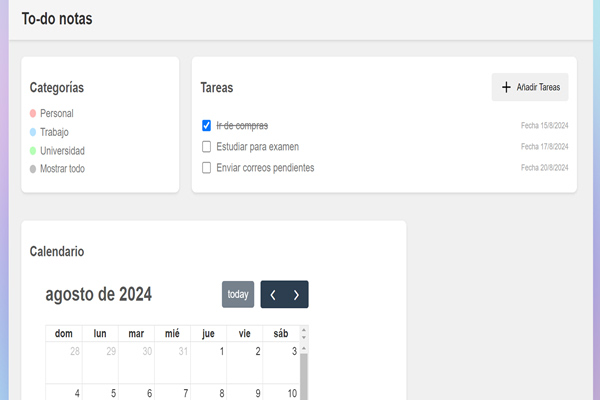 To-do notas
Categorías
Personal
Trabajo
Universidad
Mostrar todo
Tareas
Añadir Tareas
Ir de compras Fecha 15/8/2024
Estudiar para examen Fecha 17/8/2024
Enviar correos pendientes Fecha 20/8/2024
Calendario
agosto de 2024 today
dom lun mar mié jue vie sáb
28 29 30 31 1 2 3
4 5 6 7 8 9 10